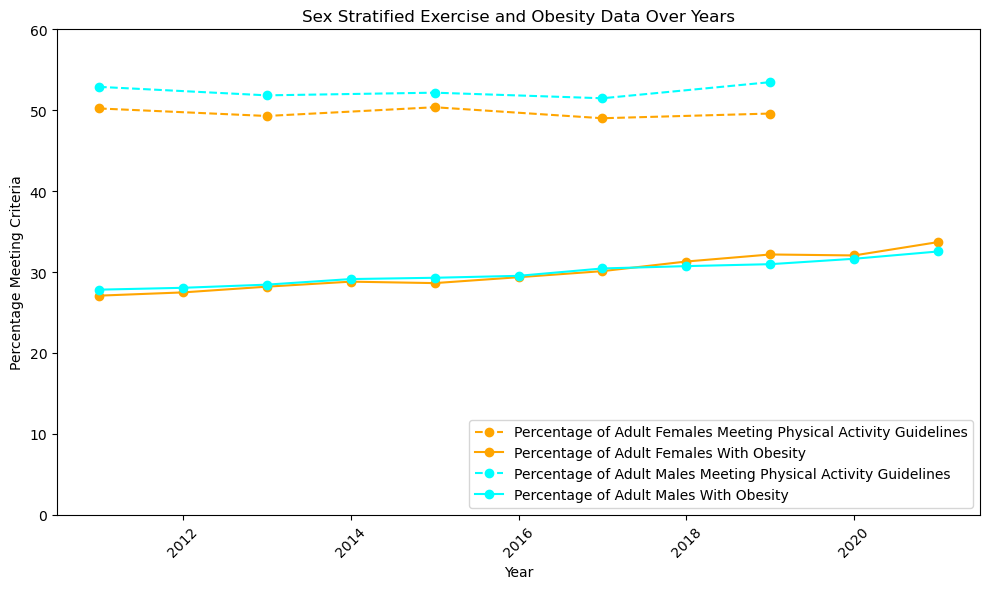 Sex Stratified Exercise and Obesity Data Over Years
60
50
40
30
20
10
0
Percentage Meeting Criteria
Percentage of Adult Females Meeting Physical Activity Guidelines
Percentage of Adult Females With Obesity
Percentage of Adult Males Meeting Physical Activity Guidelines
Percentage of Adult Males With Obesity
2012
2014
2016
2018
2020
Year